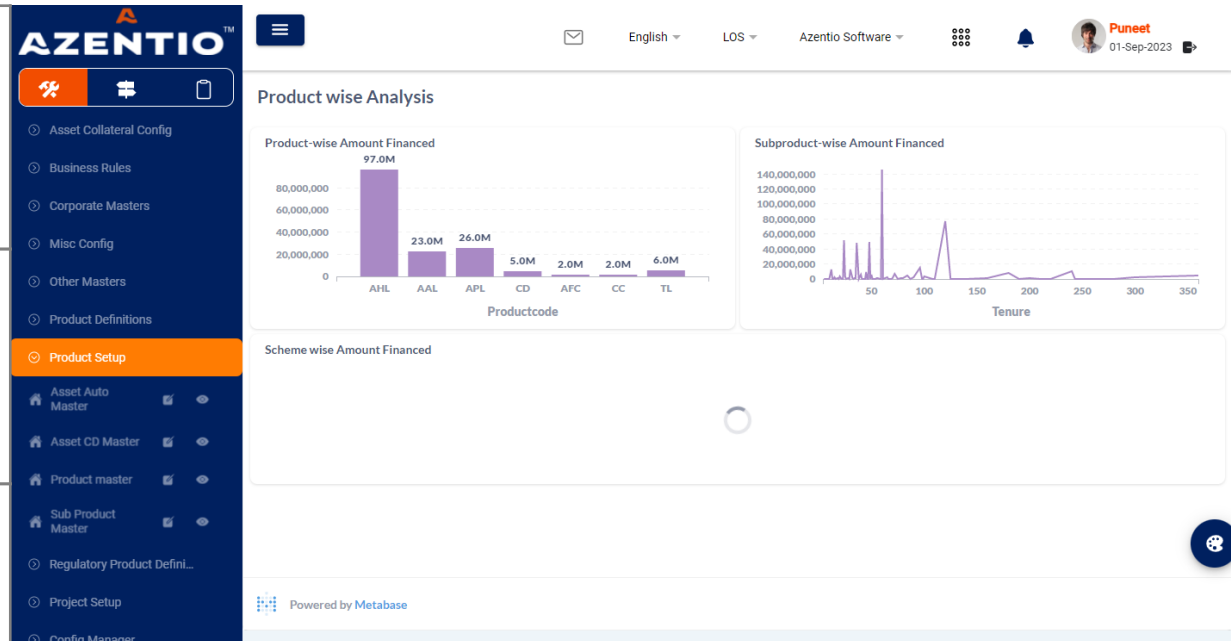 AZENTIO™
English
LOS
Azentio Software
Puneet
01-Sep-2023
Asset Collateral Config
Business Rules
Corporate Masters
Misc Config
Other Masters
Product Definitions
Product Setup
Asset Auto
Master
Asset CD Master
Product master
Sub Product
Master
Regulatory Product Defini...
Project Setup
Config Manager
Product wise Analysis
Product-wise Amount Financed
97.0M
80,000,000
60,000,000
40,000,000
20,000,000
0
23.0M
26.0M
5.0M
2.0M
2.0M
6.0M
AHL AAL APL CD AFC CC TL
Productcode
Subproduct-wise Amount Financed
140,000,000
120,000,000
100,000,000
80,000,000
60,000,000
40,000,000
20,000,000
0
50 100 150 200 250 300 350
Tenure
Scheme wise Amount Financed
Powered by Metabase